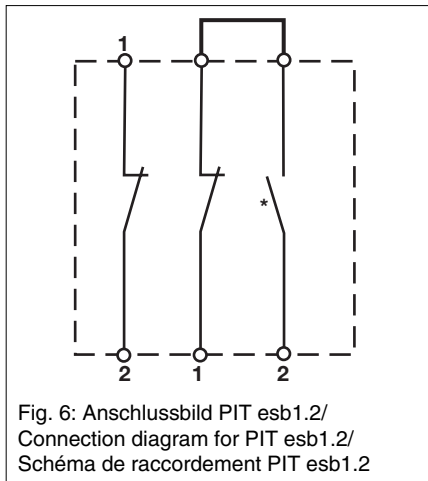 1
*
2 1 2
Fig. 6: Anschlussbild PIT esb1.2/
Connection diagram for PIT esb1.2/
Schéma de raccordement PIT esb1.2